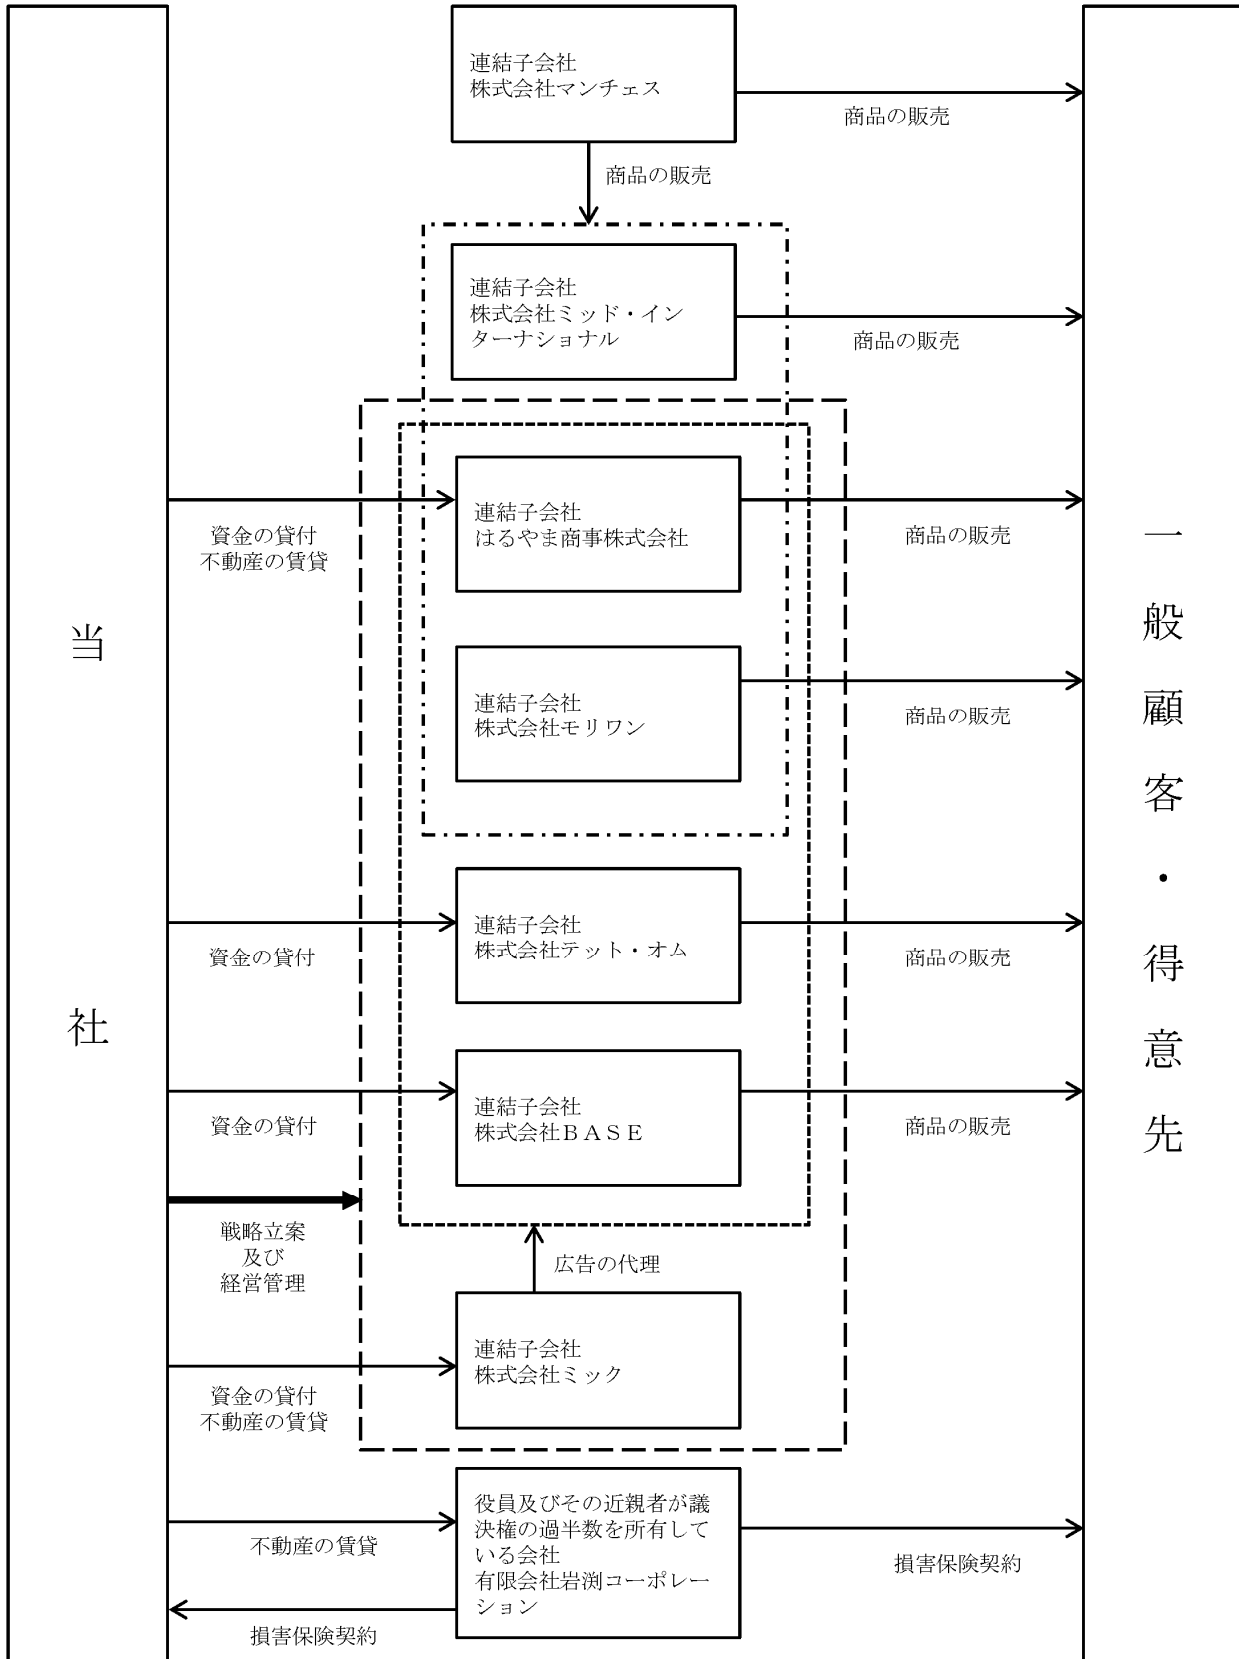 当社
連結子会社
株式会社マンチェス
商品の販売
商品の販売
連結子会社
株式会社ミッド・イン
ターナショナル
商品の販売
連結子会社
はるやま商事株式会社
資金の貸付
不動産の賃貸
商品の販売
連結子会社
株式会社モリワン
商品の販売
連結子会社
株式会社テット・オム
資金の貸付
商品の販売
連結子会社
株式会社ＢＡＳＥ
資金の貸付
商品の販売
戦略立案
及び
経営管理
広告の代理
連結子会社
株式会社ミック
資金の貸付
不動産の賃貸
役員及びその近親者が議
決権の過半数を所有して
いる会社
有限会社岩渕コーポレー
ション
不動産の賃貸
損害保険契約
損害保険契約
一般顧客・得意先